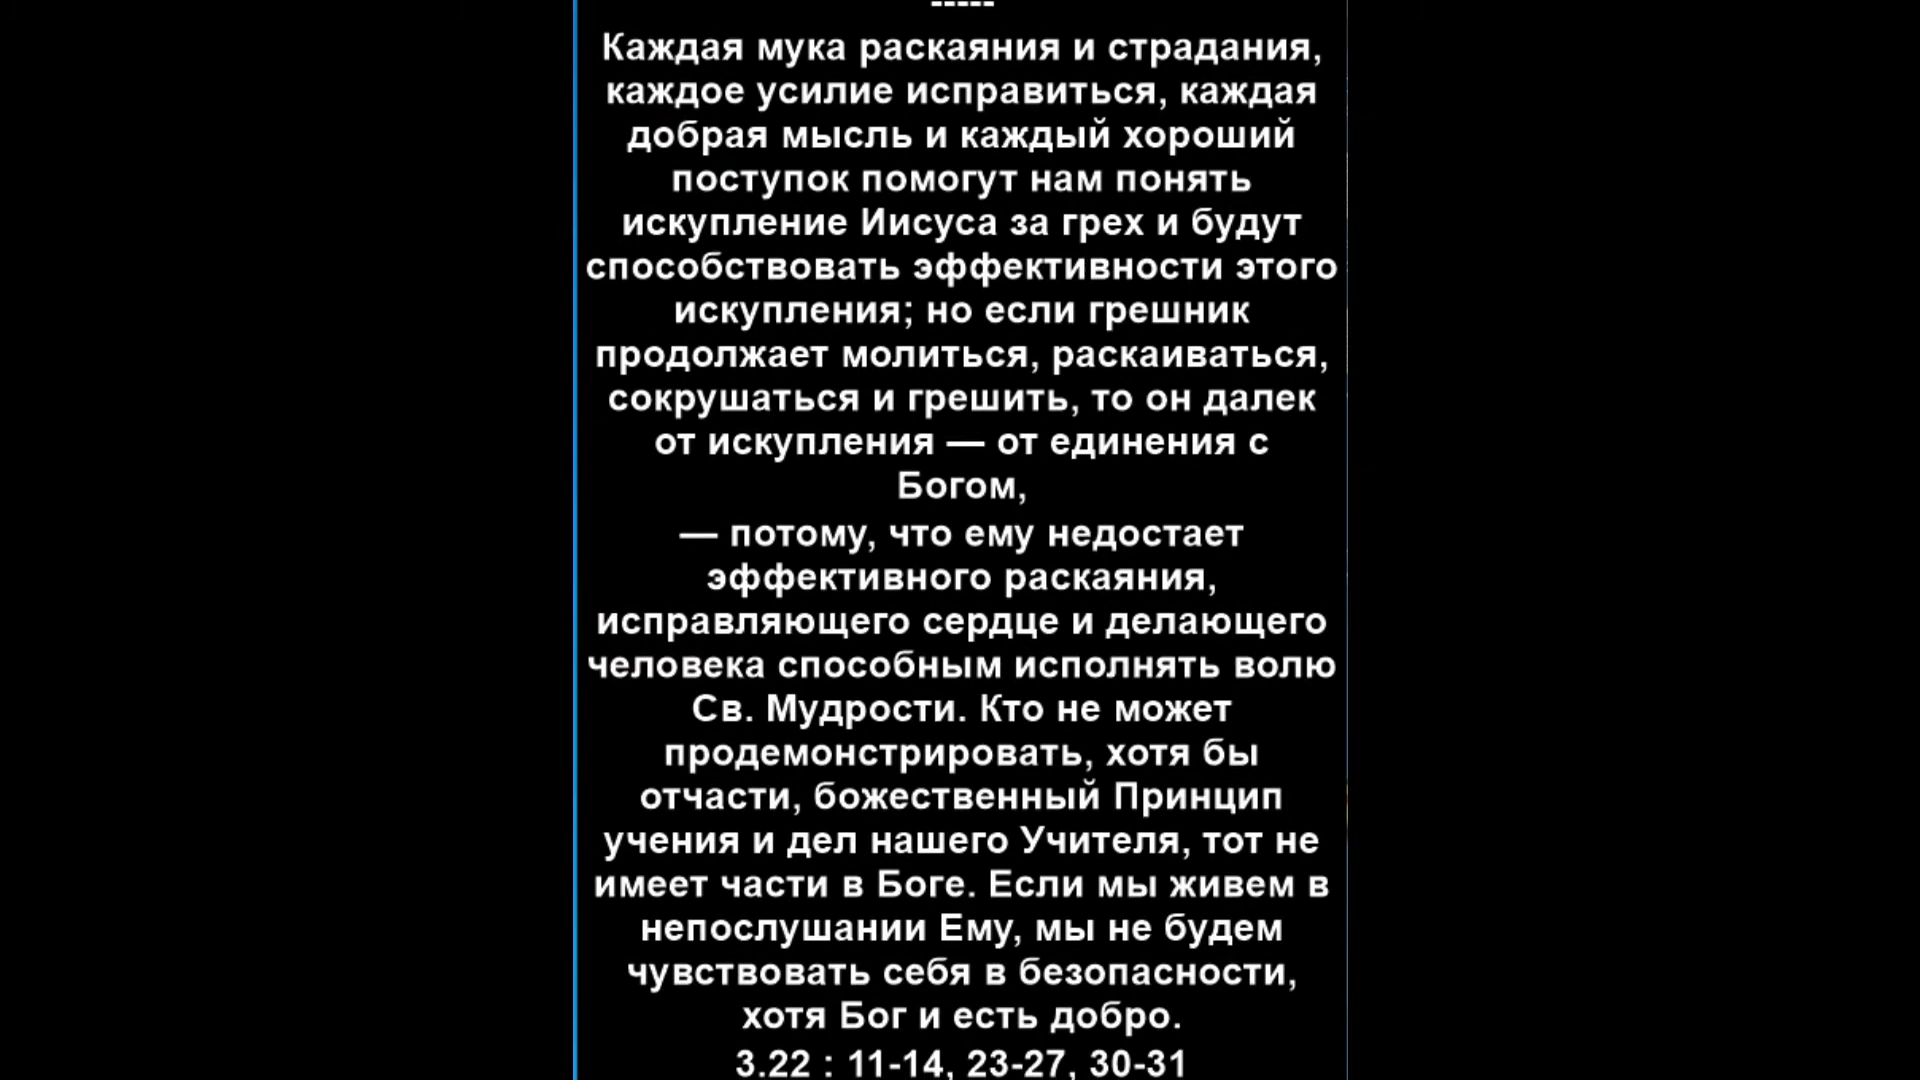 -----
Каждая мука раскаяния и страдания,
каждое усилие исправиться, каждая
добрая мысль и каждый хороший
поступок помогут нам понять
искупление Иисуса за грех и будут
способствовать эффективности этого
искупления; но если грешник
продолжает молиться, раскаиваться,
сокрушаться и грешить, то он далек
от искупления — от единения с
Богом,
— потому, что ему недостает
эффективного раскаяния,
исправляющего сердце и делающего
человека способным исполнять волю
Св. Мудрости. Кто не может
продемонстрировать, хотя бы
отчасти, божественный Принцип
учения и дел нашего Учителя, тот не
имеет части в Боге. Если мы живем в
непослушании Ему, мы не будем
чувствовать себя в безопасности,
хотя Бог и есть добро.
3.22 : 11-14, 23-27, 30-31